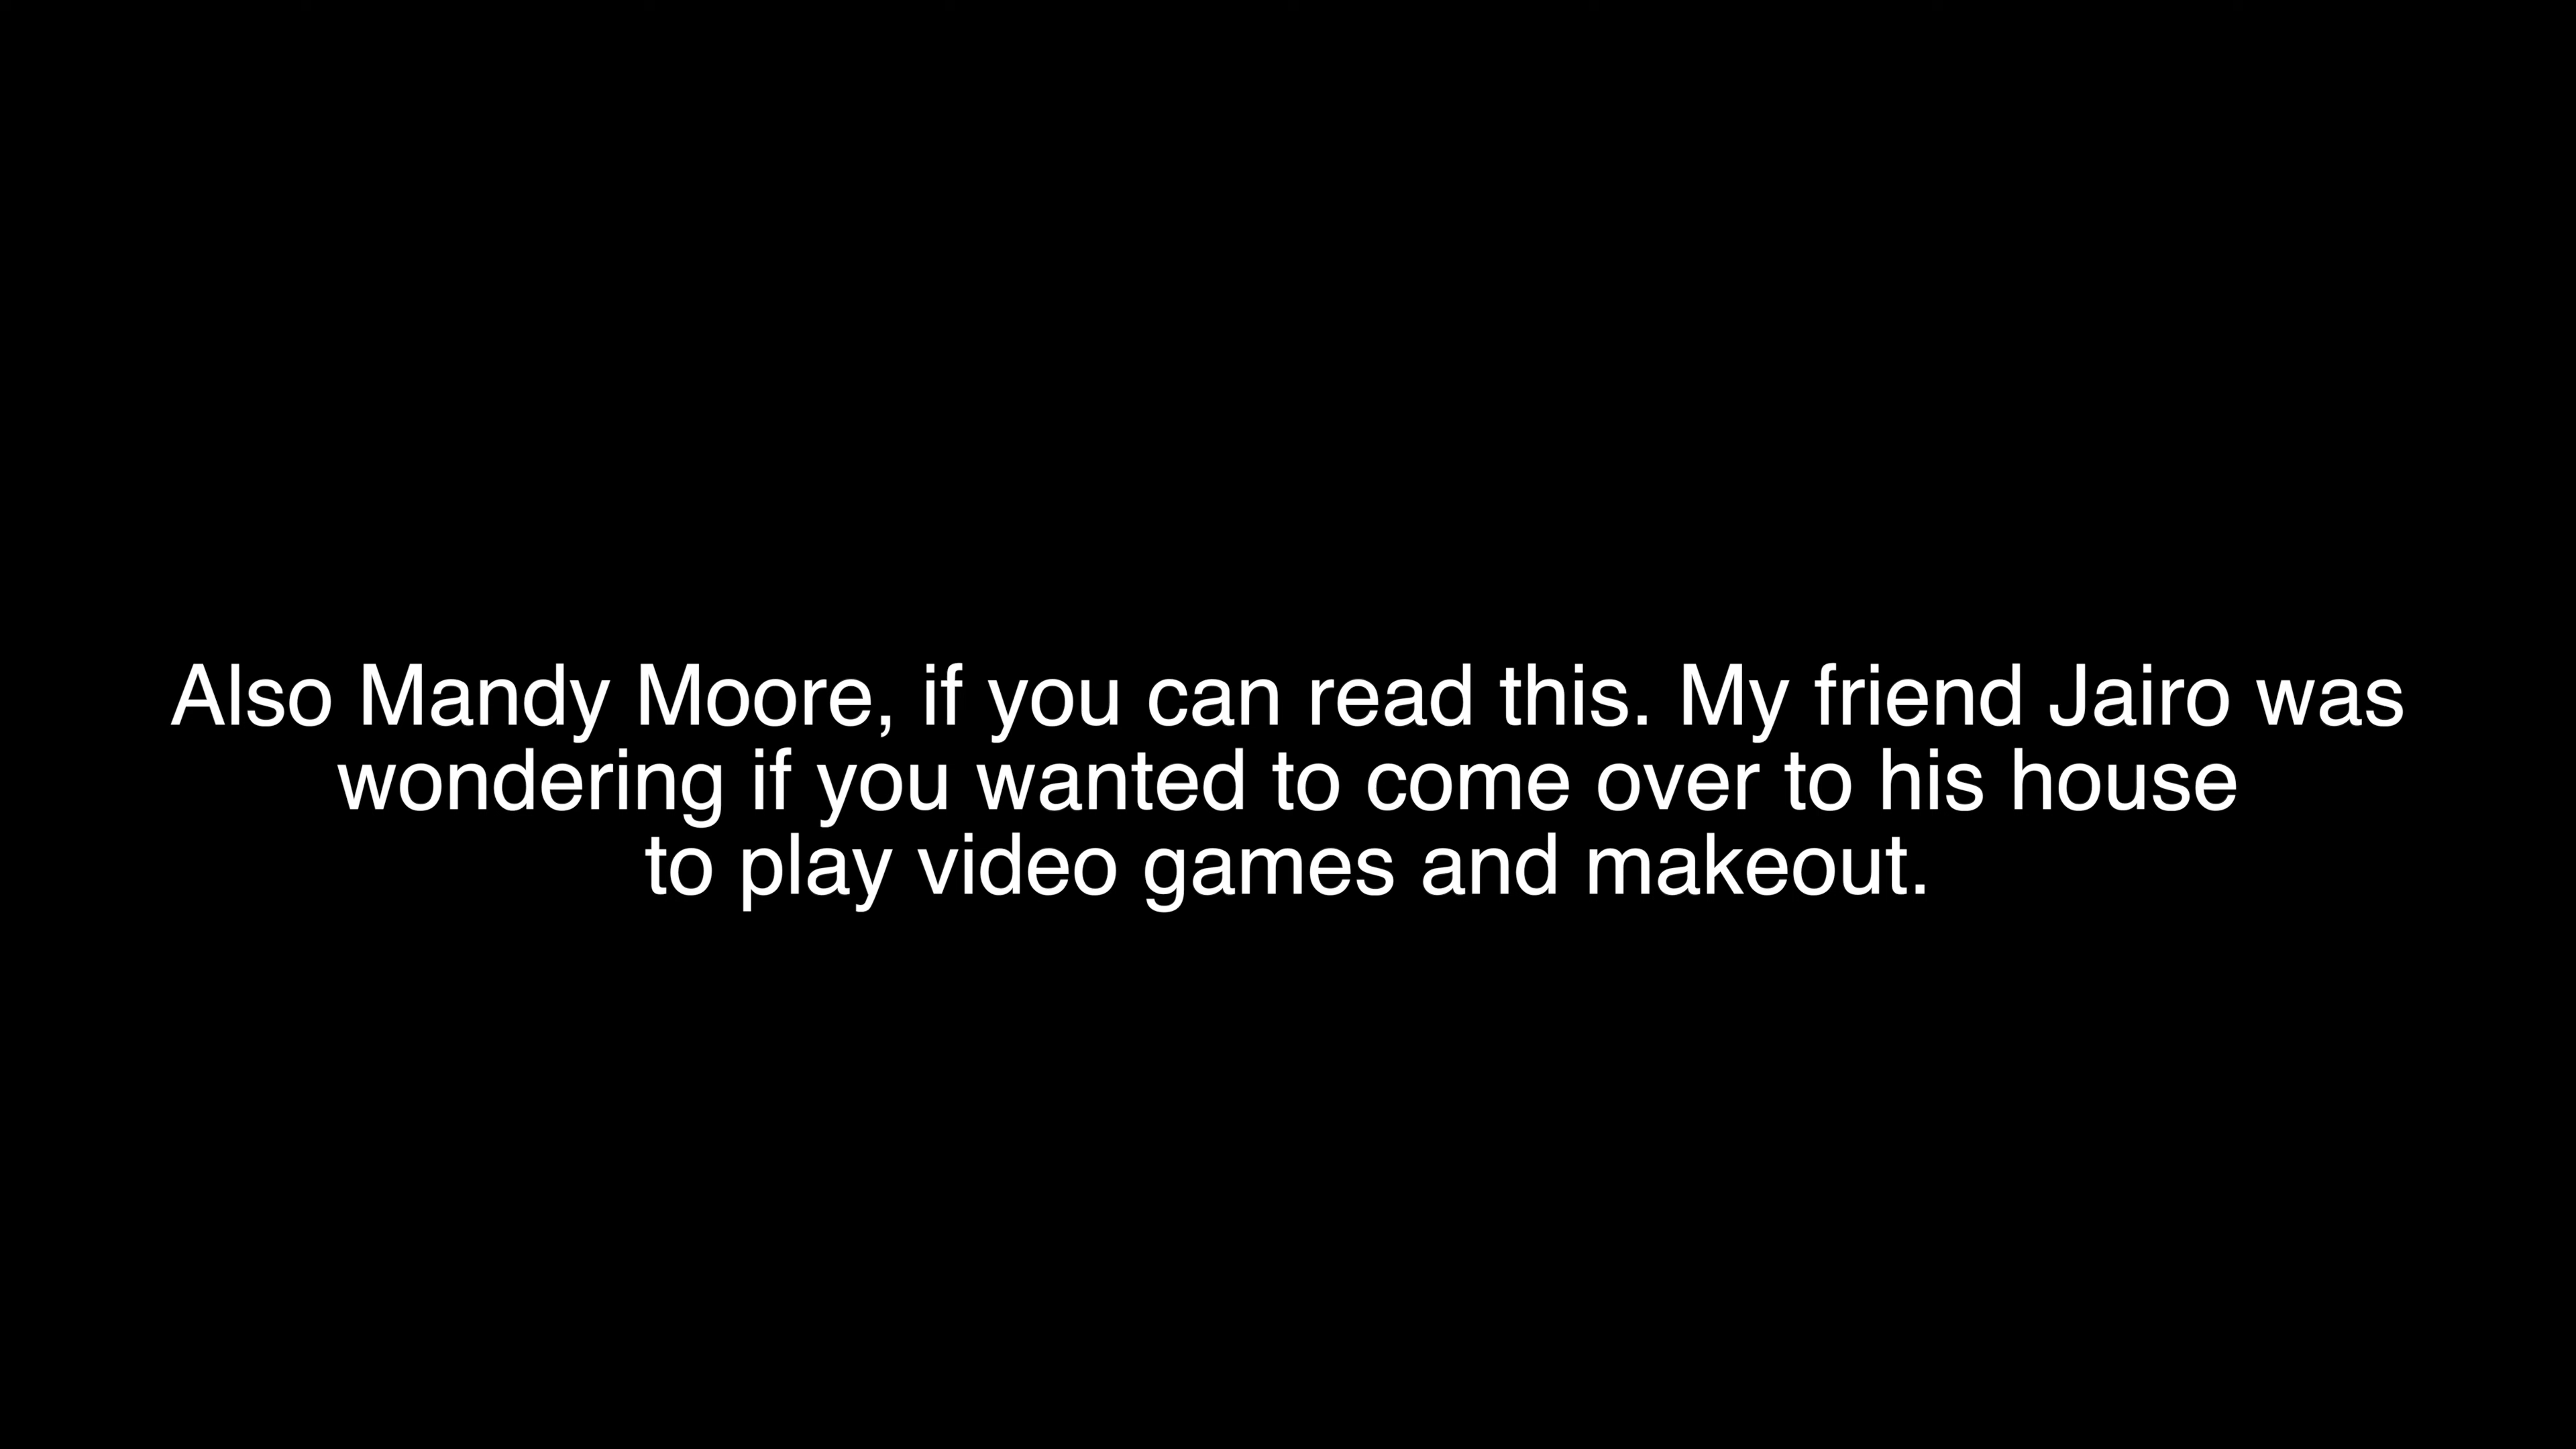 Also Mandy Moore, if you can read this. My friend Jairo was
wondering if you wanted to come over to his house
to play video games and makeout.